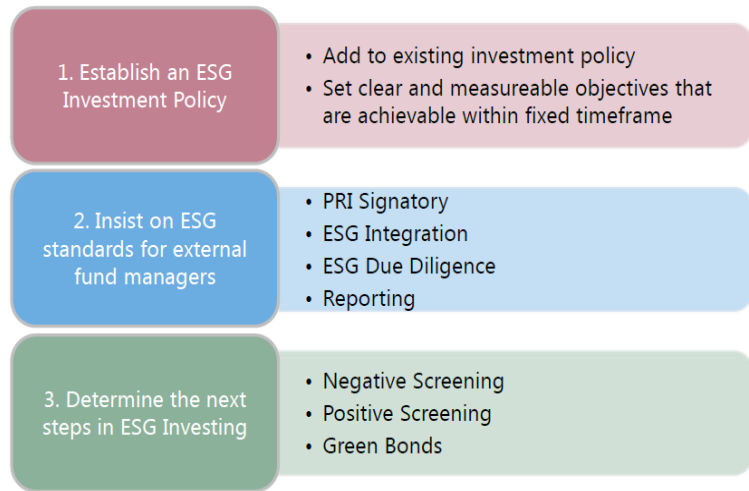 1. Establish an ESG
Investment Policy
• Add to existing investment policy
• Set clear and measureable objectives that
are achievable within fixed timeframe
2. Insist on ESG
standards for external
fund managers
• PRI Signatory
• ESG Integration
• ESG Due Diligence
• Reporting
3. Determine the next
steps in ESG Investing
• Negative Screening
• Positive Screening
• Green Bonds